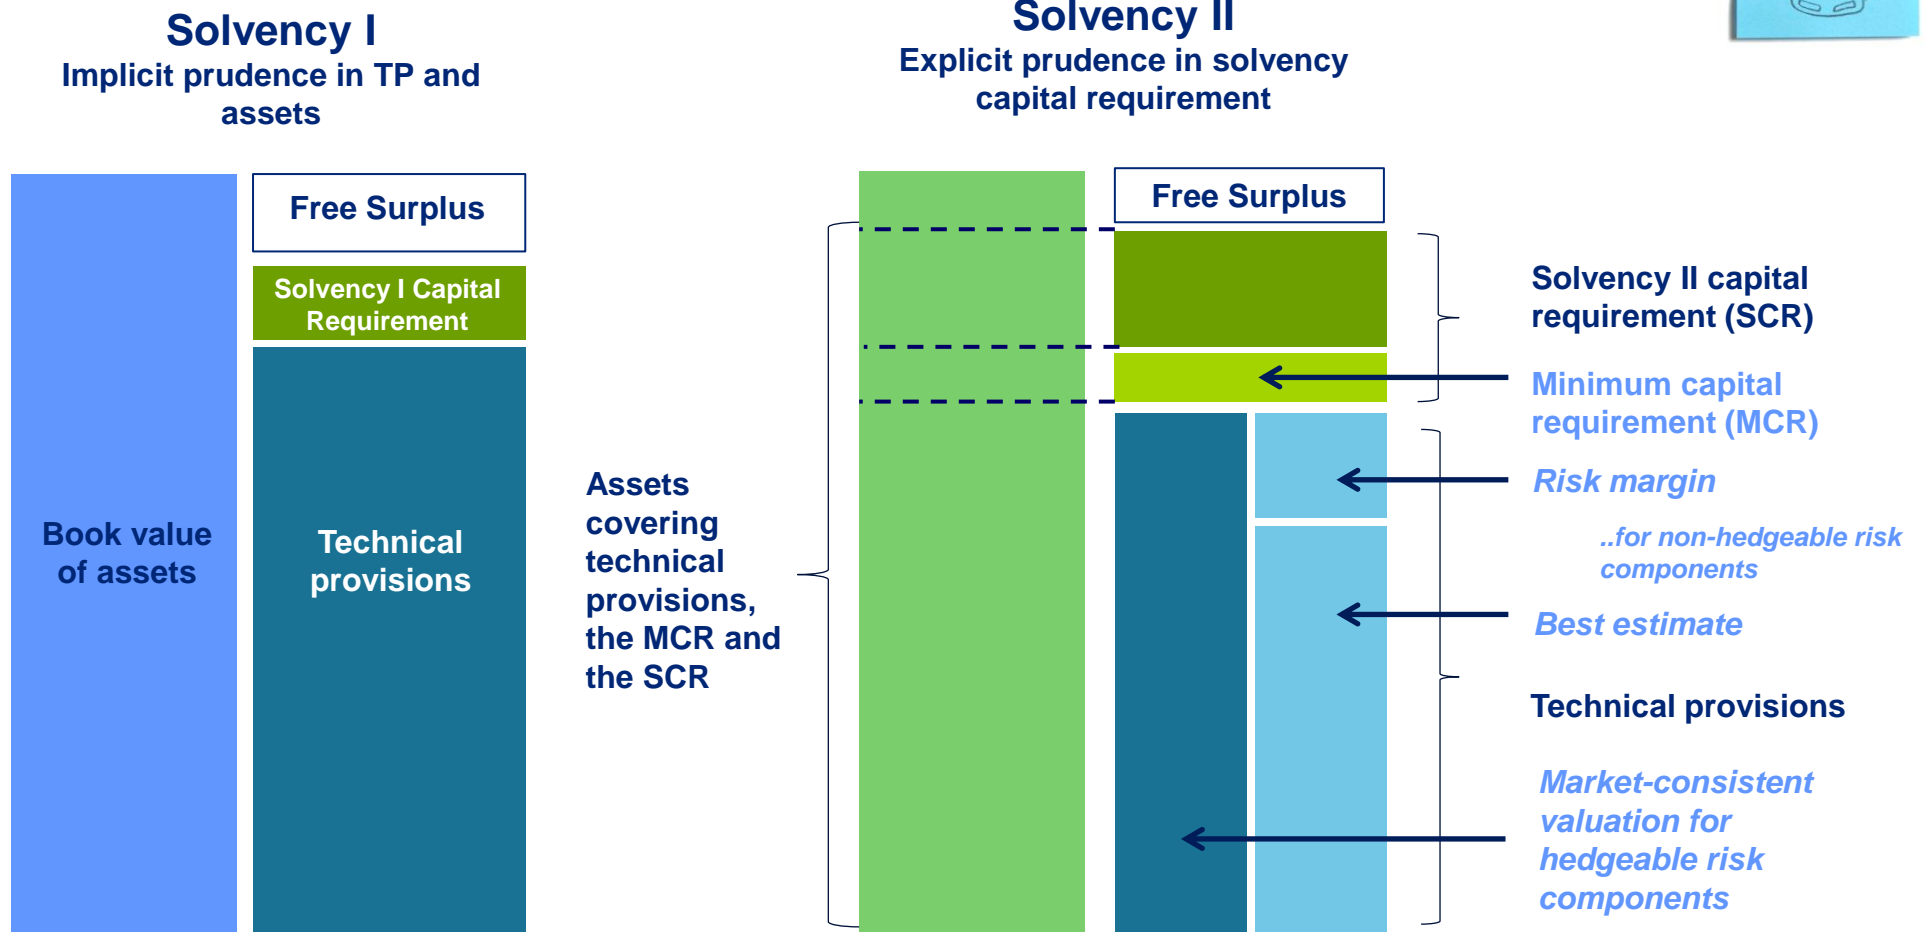 Solvency I
Implicit prudence in TP and
assets
Solvency II
Explicit prudence in solvency
capital requirement
Free Surplus
Solvency I Capital
Requirement
Book value
of assets
Technical
provisions
Assets
covering
technical
provisions,
the MCR and
the SCR
Free Surplus
Solvency II capital
requirement (SCR)
Minimum capital
requirement (MCR)
Risk margin
..for non-hedgeable risk
components
Best estimate
Technical provisions
Market-consistent
valuation for
hedgeable risk
components